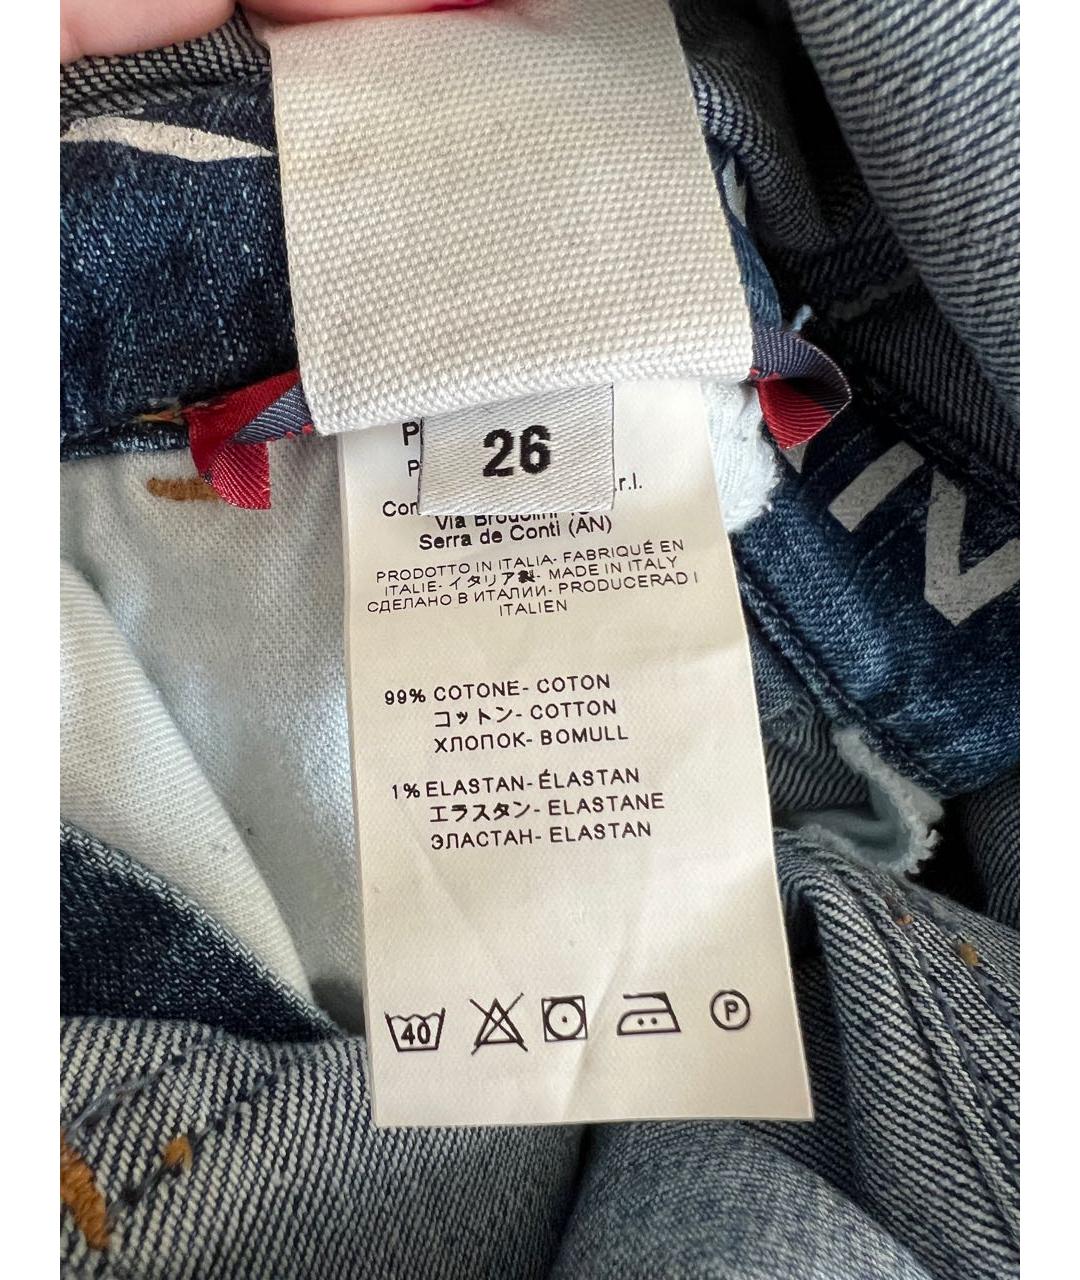 26
r.l.
Via
Serra de Conti (AN)
PRODOTTO IN ITALIA- FABRIQUÉ EN
ITALIE- イタリア製- MADE IN ITALY
СДЕЛАНО В ИТАЛИИ- PRODUCERAD I
ITALIEN
99% COTONE- COTON
コットン- COTTON
ХЛОПОК- BOMULL
1% ELASTAN- ÉLASTAN
エラスタン- ELASTANE
ЭЛАСТАН- ELASTAN
40
P